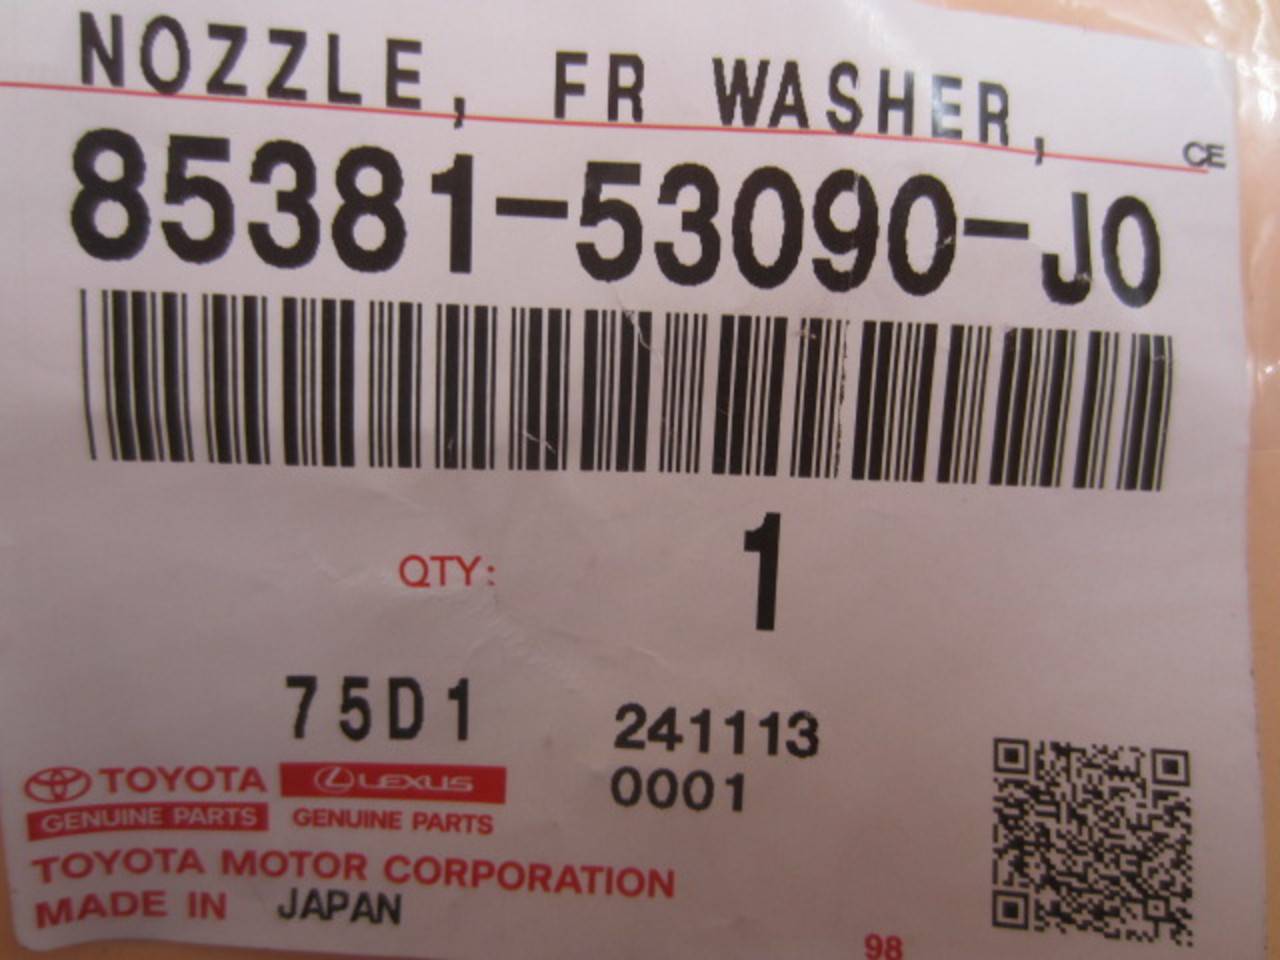 NOZZLE, FR WASHER,
CE
85381-53090-J0
QTY: 1
75D1
241113
0001
TOYOTA
GENUINE PARTS
LEXUS
GENUINE PARTS
TOYOTA MOTOR CORPORATION
MADE IN JAPAN
98